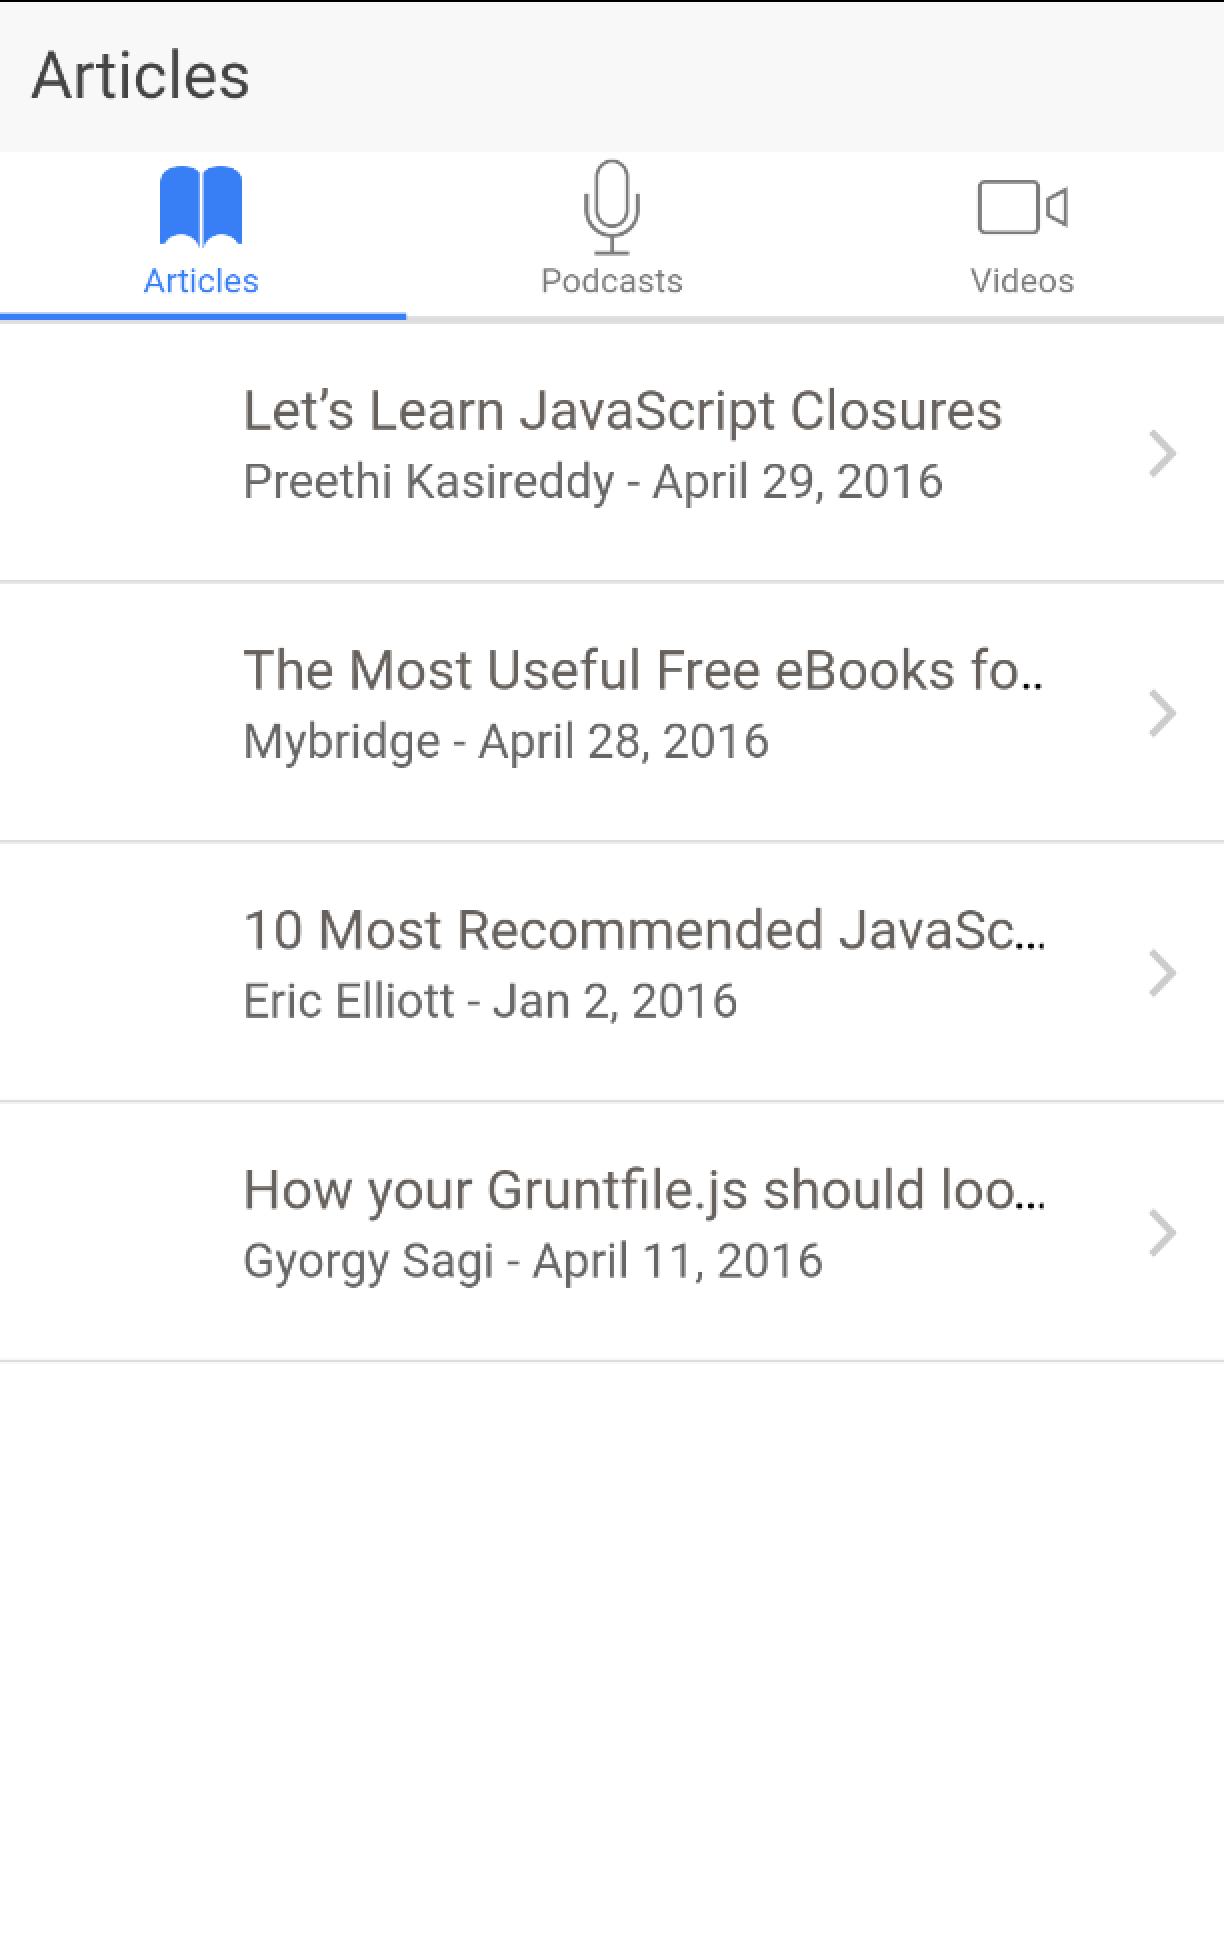 Articles
Articles
Podcasts
Videos
Let’s Learn JavaScript Closures
Preethi Kasireddy - April 29, 2016
The Most Useful Free eBooks fo..
Mybridge - April 28, 2016
10 Most Recommended JavaSc...
Eric Elliott - Jan 2, 2016
How your Gruntfile.js should loo...
Gyorgy Sagi - April 11, 2016